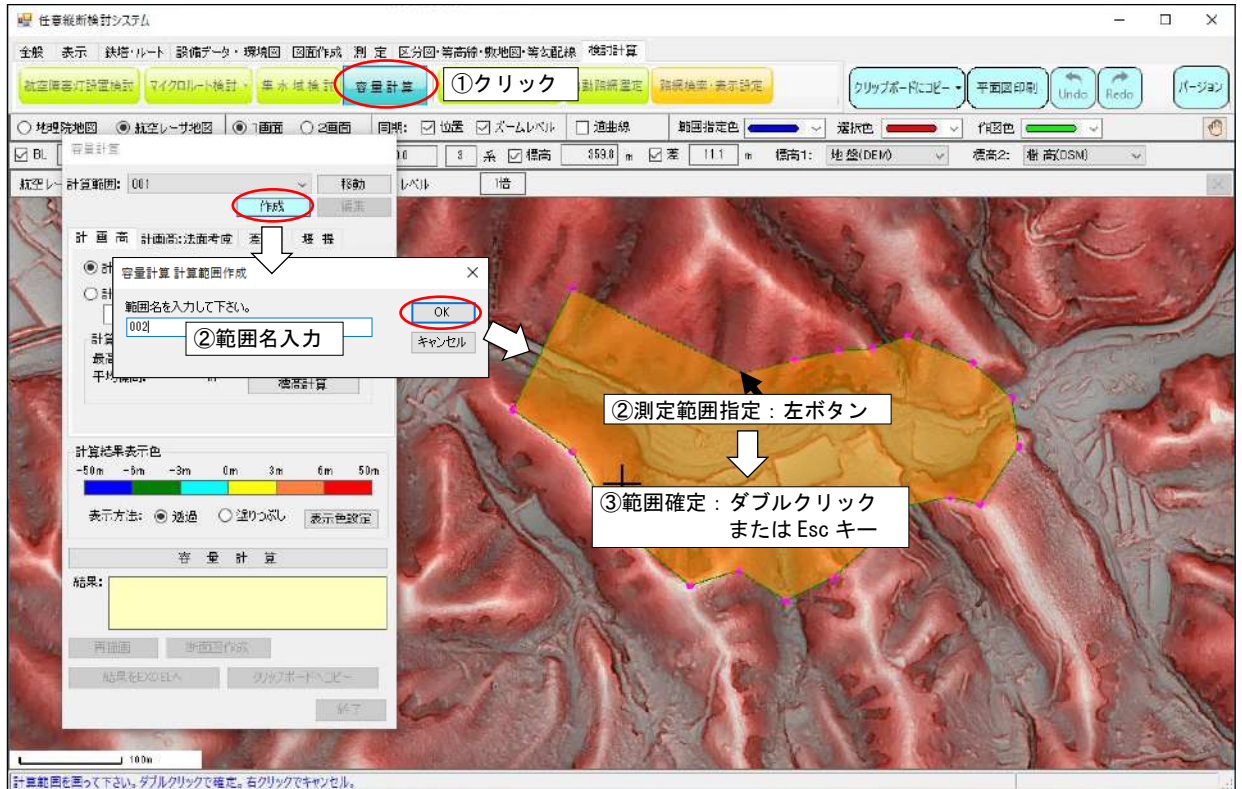 任意縦断検討システム
全般 表示 鉄塔・ルート 設備データ・環境図 図面作成 測 定 区分図・等高線・敷地図・等勾配線 検討計算
航空障害灯設置検討 マイクロルート検討 集水域検討 容量計算 ①クリック 路網検索・表示設定 クリップボードにコピー 平面図印刷 Undo Redo バージョン
地理院地図 航空レーザ地図 1画面 2画面 同期: 位置 ズームレベル 適曲線 範囲指定色 選択色 作図色
BL 3 系 標高 359.8 m 差 11.1 m 標高1: 地盤(DEM) 標高2: 樹高(DSM)
航空レ レベル 1倍
容量計算
計算範囲: 001 移動
作成 編集
計 画 高 計画高:法面考慮 差 堰 堤
容量計算 計算範囲作成
範囲名を入力して下さい。
002
②範囲名入力
OK
キャンセル
標高計算
②測定範囲指定:左ボタン
③範囲確定:ダブルクリック
または Esc キー
計算結果表示色
-50m -6m -3m 0m 3m 6m 50m
表示方法: 透過 塗りつぶし 表示色設定
容 量 計 算
結果:
再描画 断面図作成
結果をEXCELへ クリップボードへコピー
終了
100m
計算範囲を囲って下さい。ダブルクリックで確定。右クリックでキャンセル。